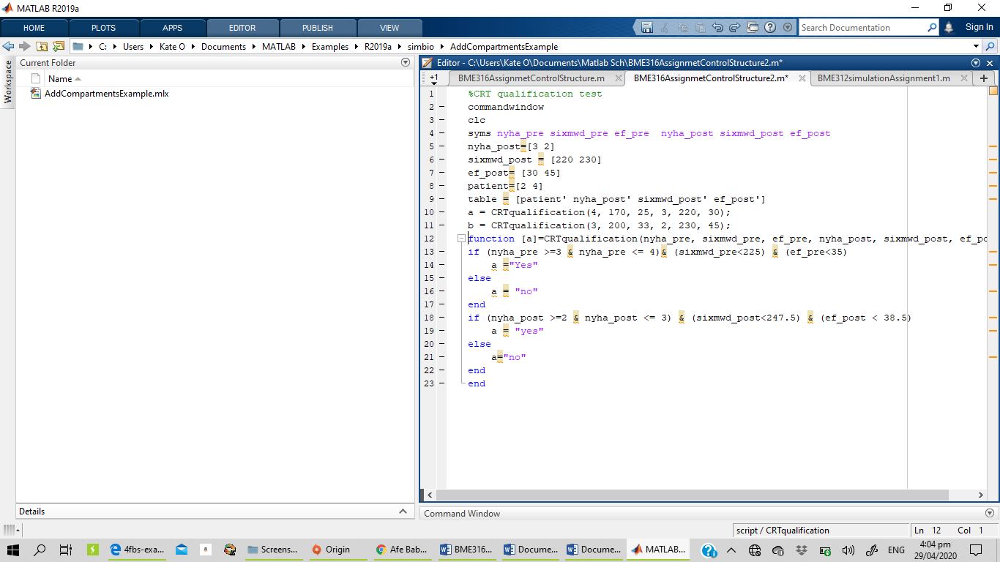 MATLAB R2019a
HOME PLOTS APPS EDITOR PUBLISH VIEW Search Documentation Sign In
C: Users Kate O Documents MATLAB Examples R2019a simbio AddCompartmentsExample
Workspace
Current Folder
Name
AddCompartmentsExample.mlx
Details
Editor - C:\Users\Kate O\Documents\Matlab Sch\BME316AssignmetControlStructure2.m*
+1 BME316AssignmetControlStructure.m BME316AssignmetControlStructure2.m* BME312simulationAssignment1.m +
1 %CRT qualification test
2 – commandwindow
3 – clc
4 – syms nyha_pre sixmwd_pre ef_pre  nyha_post sixmwd_post ef_post
5 – nyha_post=[3 2]
6 – sixmwd_post = [220 230]
7 – ef_post= [30 45]
8 – patient=[2 4]
9 – table = [patient' nyha_post' sixmwd_post' ef_post']
10 – a = CRTqualification(4, 170, 25, 3, 220, 30);
11 – b = CRTqualification(3, 200, 33, 2, 230, 45);
12 function [a]=CRTqualification(nyha_pre, sixmwd_pre, ef_pre, nyha_post, sixmwd_post, ef_po
13 – if (nyha_pre >=3 & nyha_pre <= 4)& (sixmwd_pre<225) & (ef_pre<35)
14 – a ="Yes"
15 – else
16 – a = "no"
17 – end
18 – if (nyha_post >=2 & nyha_post <= 3) & (sixmwd_post<247.5) & (ef_post < 38.5)
19 – a = "yes"
20 – else
21 – a="no"
22 – end
23 – end
Command Window
script / CRTqualification Ln 12 Col 1
4fbs-exa... Screens... Origin Afe Bab... BME316... Docume... Docume... MATLAB... ENG
4:04 pm
29/04/2020